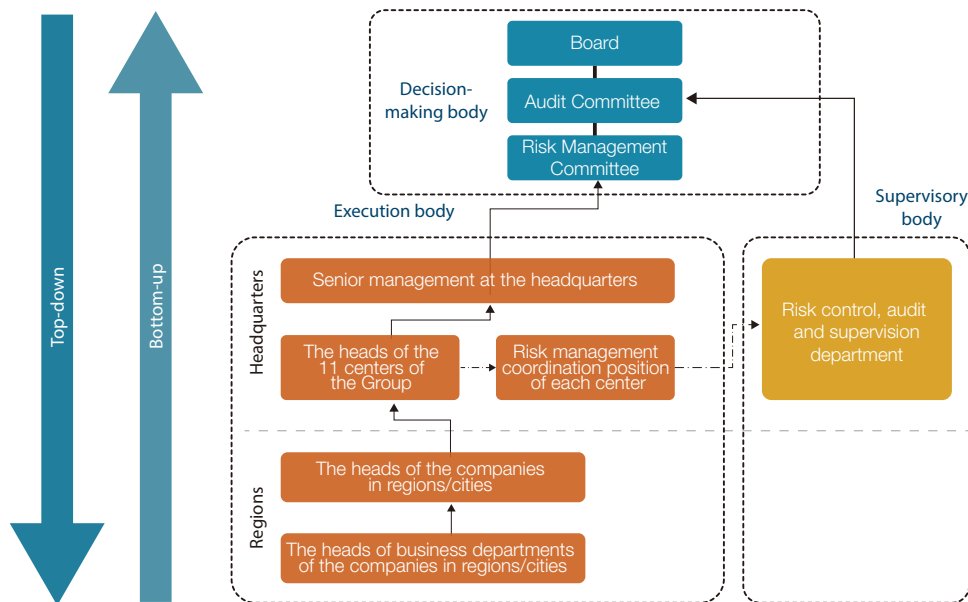 Board
Decision-
making body
Audit Committee
Risk Management
Committee
Execution body
Supervisory
body
Top-down
Bottom-up
Headquarters
Senior management at the headquarters
The heads of the
11 centers of
the Group
Risk management
coordination position
of each center
Risk control, audit
and supervision
department
Regions
The heads of the companies
in regions/cities
The heads of business departments
of the companies in regions/cities